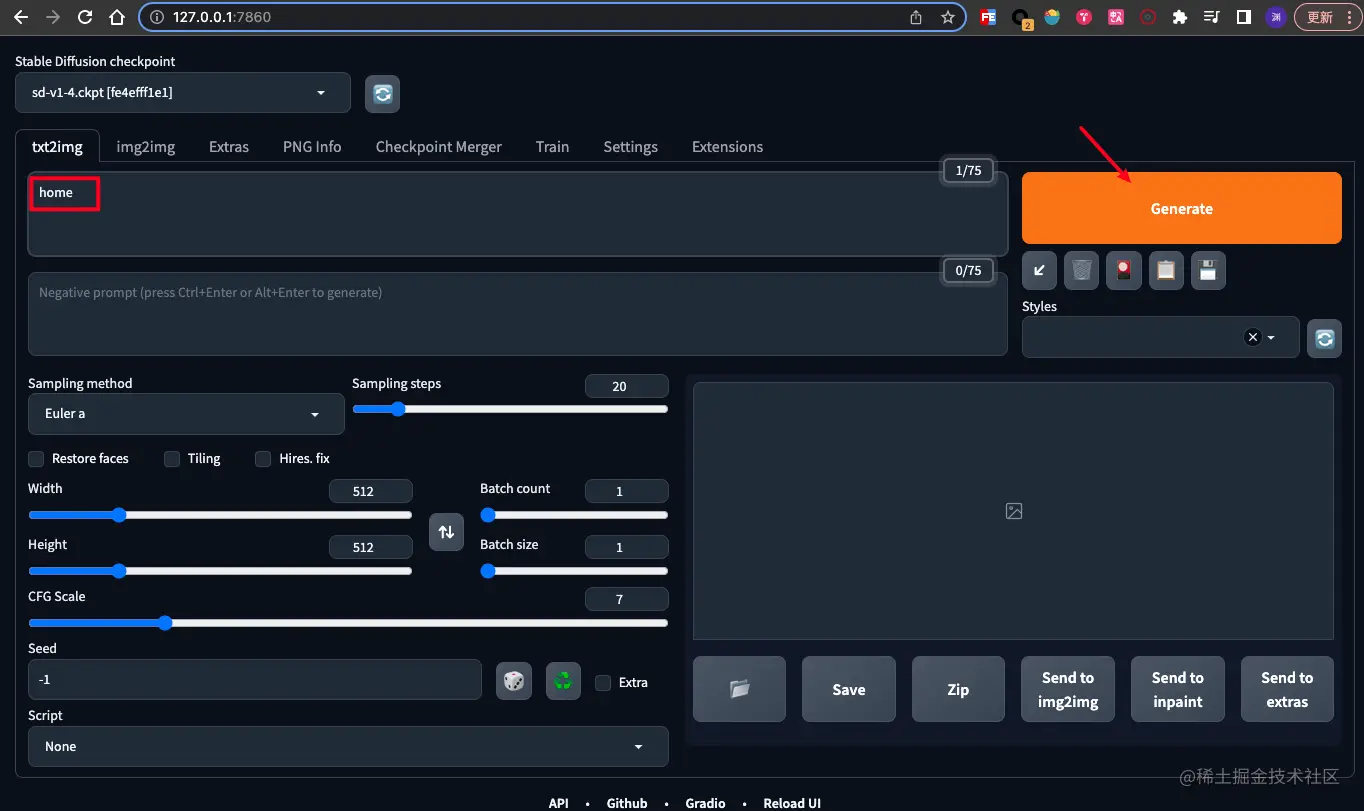 127.0.0.1:7860
FE
2
渊
更新
Stable Diffusion checkpoint
sd-v1-4.ckpt [fe4efff1e1]
txt2img
img2img
Extras
PNG Info
Checkpoint Merger
Train
Settings
Extensions
home
1/75
Generate
Negative prompt (press Ctrl+Enter or Alt+Enter to generate)
0/75
Styles
Sampling method
Euler a
Sampling steps
20
Restore faces
Tiling
Hires. fix
Width
512
Height
512
Batch count
1
Batch size
1
CFG Scale
7
Seed
-1
Extra
Script
None
Save
Zip
Send to
img2img
Send to
inpaint
Send to
extras
API • Github • Gradio • Reload UI
@稀土掘金技术社区